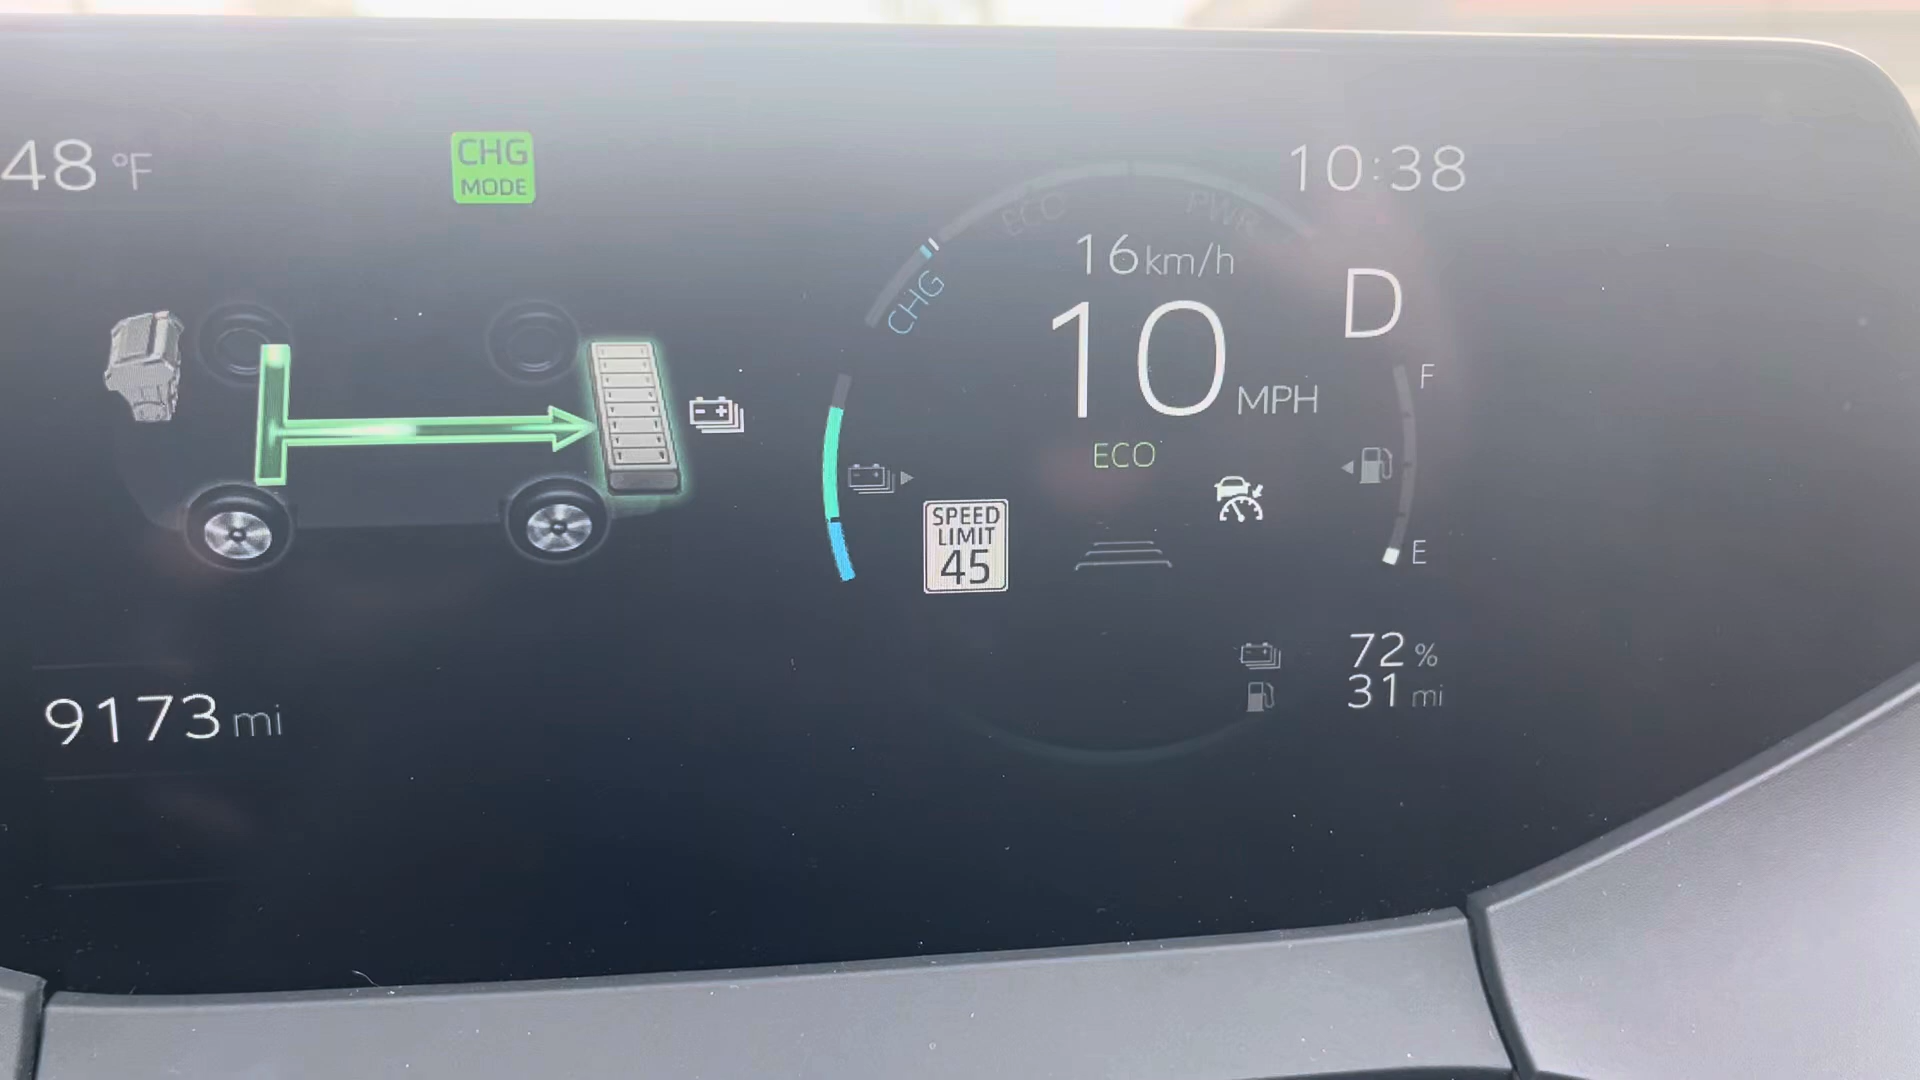 48 °F
CHG
MODE
10:38
ECO
PWR
CHG
16 km/h
10 MPH
D
ECO
F
E
SPEED
LIMIT
45
72 %
31 mi
9173 mi